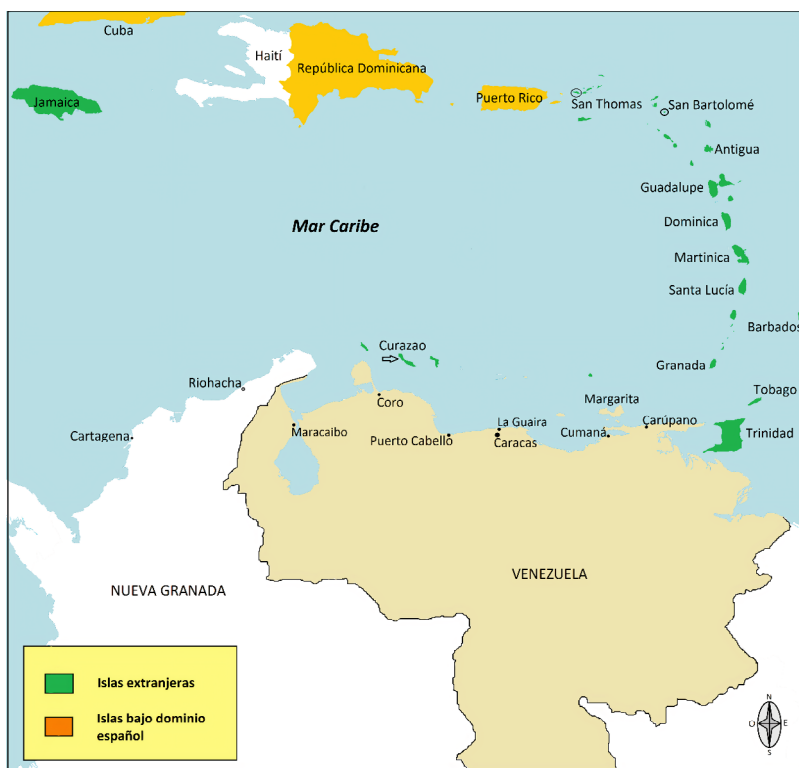 Cuba
Haití
República Dominicana
Jamaica
Puerto Rico
San Thomas
San Bartolomé
Antigua
Guadalupe
Dominica
Mar Caribe
Martinica
Santa Lucía
Barbados
Curazao
Granada
Riohacha
Tobago
Coro
Margarita
La Guaira
Carúpano
Cartagena
Maracaibo
Puerto Cabello
Caracas
Cumaná
Trinidad
NUEVA GRANADA
VENEZUELA
Islas extranjeras
Islas bajo dominio
español
N
O
E
S